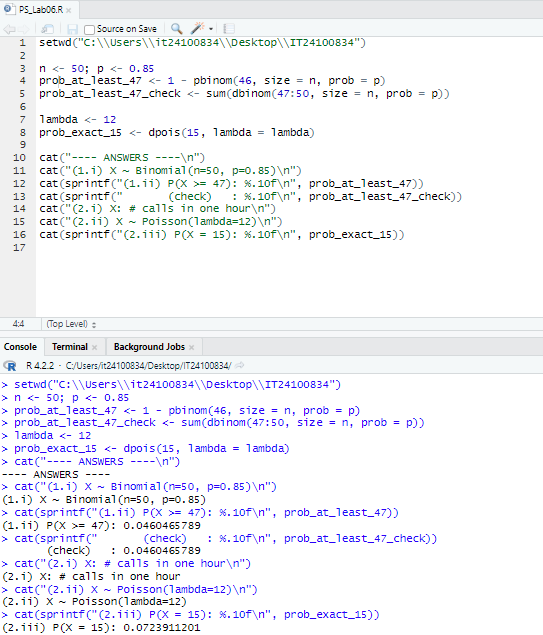 PS_Lab06.R ×
Source on Save
1 setwd("C:\\Users\\it24100834\\Desktop\\IT24100834")
2
3 n <- 50; p <- 0.85
4 prob_at_least_47 <- 1 - pbinom(46, size = n, prob = p)
5 prob_at_least_47_check <- sum(dbinom(47:50, size = n, prob = p))
6
7 lambda <- 12
8 prob_exact_15 <- dpois(15, lambda = lambda)
9
10 cat("---- ANSWERS ----\n")
11 cat("(1.i) X ~ Binomial(n=50, p=0.85)\n")
12 cat(sprintf("(1.ii) P(X >= 47): %.10f\n", prob_at_least_47))
13 cat(sprintf("       (check)   : %.10f\n", prob_at_least_47_check))
14 cat("(2.i) X: # calls in one hour\n")
15 cat("(2.ii) X ~ Poisson(lambda=12)\n")
16 cat(sprintf("(2.iii) P(X = 15): %.10f\n", prob_exact_15))
17
4:4 (Top Level)
Console Terminal × Background Jobs ×
R 4.2.2 · C:/Users/it24100834/Desktop/IT24100834/
> setwd("C:\\Users\\it24100834\\Desktop\\IT24100834")
> n <- 50; p <- 0.85
> prob_at_least_47 <- 1 - pbinom(46, size = n, prob = p)
> prob_at_least_47_check <- sum(dbinom(47:50, size = n, prob = p))
> lambda <- 12
> prob_exact_15 <- dpois(15, lambda = lambda)
> cat("---- ANSWERS ----\n")
---- ANSWERS ----
> cat("(1.i) X ~ Binomial(n=50, p=0.85)\n")
(1.i) X ~ Binomial(n=50, p=0.85)
> cat(sprintf("(1.ii) P(X >= 47): %.10f\n", prob_at_least_47))
(1.ii) P(X >= 47): 0.0460465789
> cat(sprintf("       (check)   : %.10f\n", prob_at_least_47_check))
       (check)   : 0.0460465789
> cat("(2.i) X: # calls in one hour\n")
(2.i) X: # calls in one hour
> cat("(2.ii) X ~ Poisson(lambda=12)\n")
(2.ii) X ~ Poisson(lambda=12)
> cat(sprintf("(2.iii) P(X = 15): %.10f\n", prob_exact_15))
(2.iii) P(X = 15): 0.0723911201